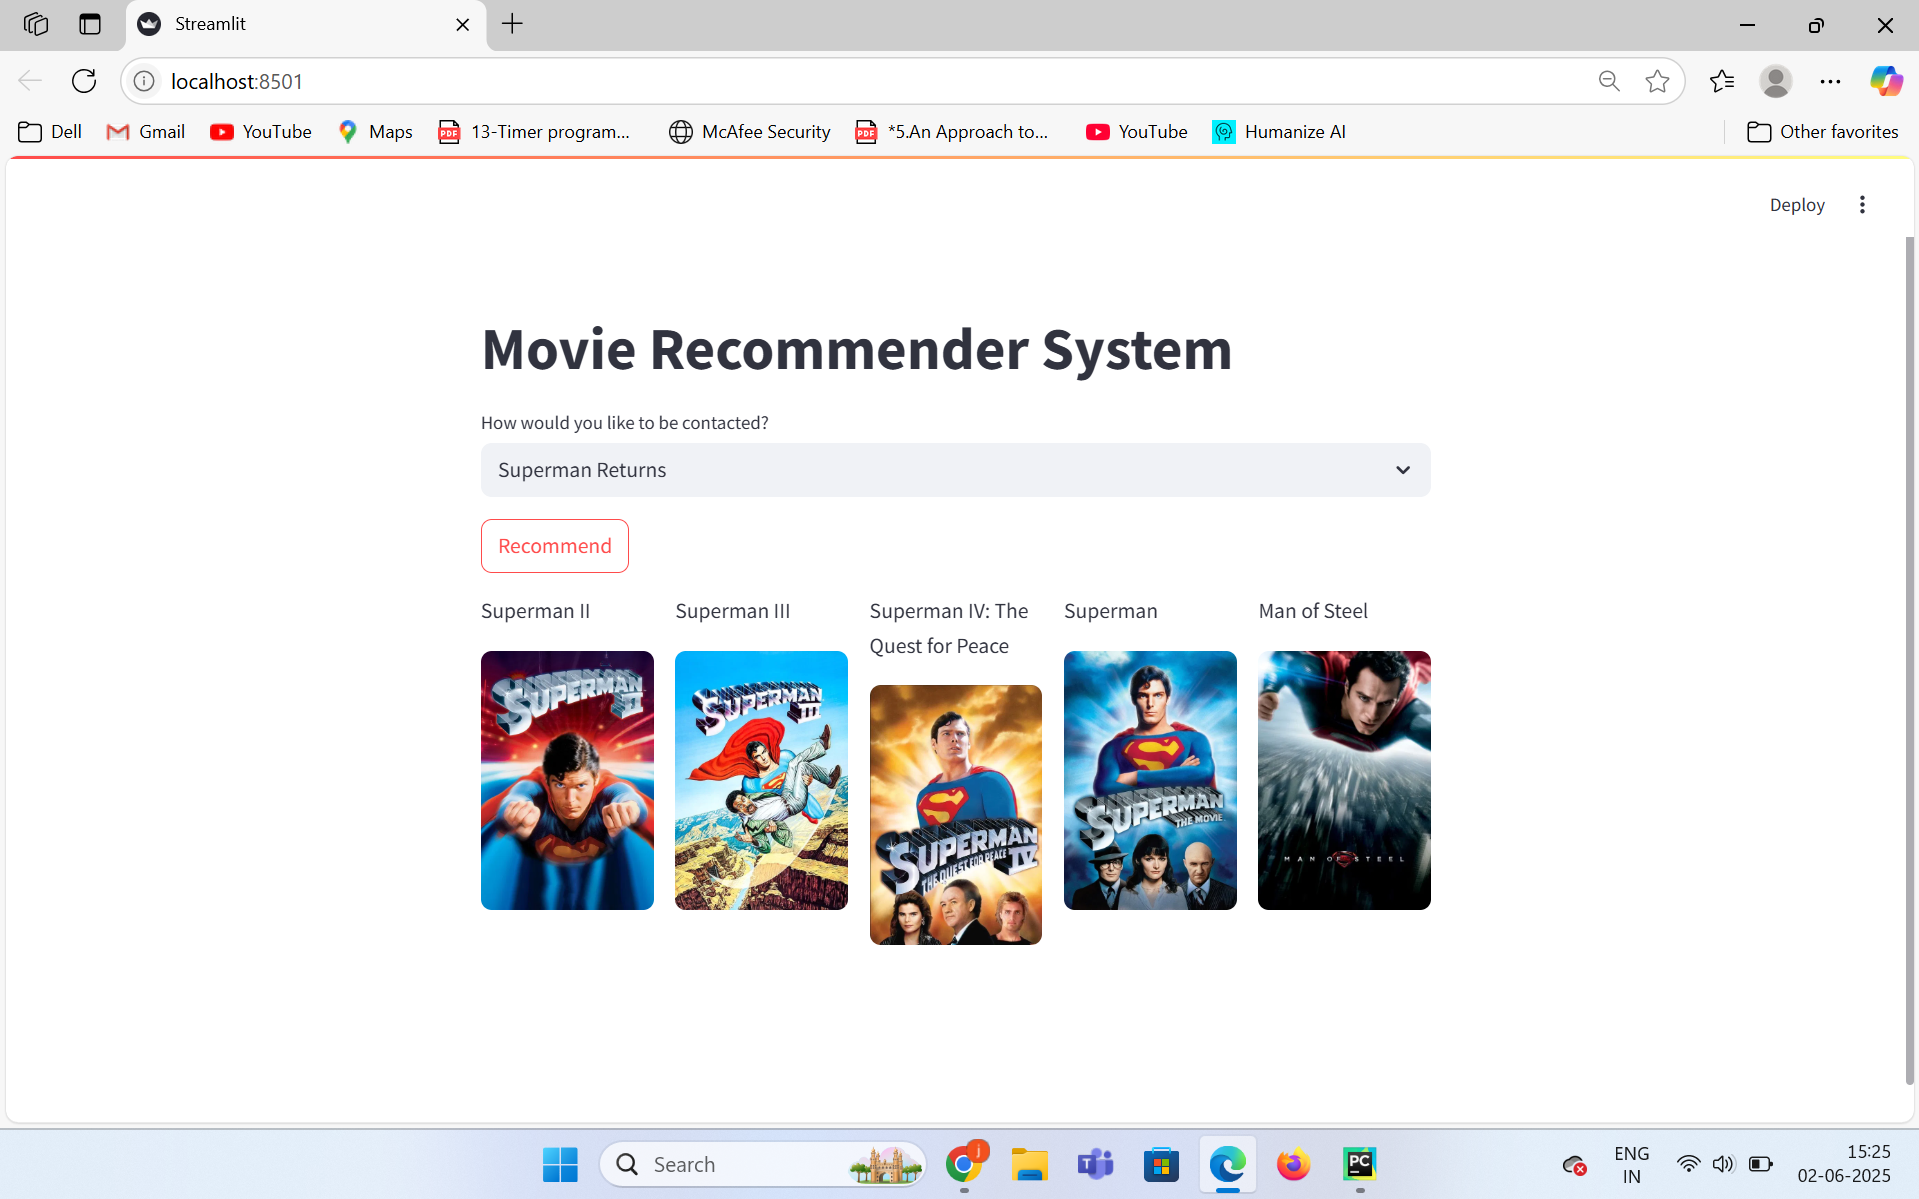 Streamlit
localhost:8501
Dell
Gmail
YouTube
Maps
13-Timer program...
McAfee Security
*5.An Approach to...
YouTube
Humanize AI
Other favorites
Deploy
Movie Recommender System
How would you like to be contacted?
Superman Returns
Recommend
Superman II
Superman III
Superman IV: The
Quest for Peace
Superman
Man of Steel
SUPERMAN
II
SUPERMAN
III
SUPERMAN
THE QUEST FOR PEACE IV
SUPERMAN
THE MOVIE
MAN OF STEEL
Search
ENG
IN
15:25
02-06-2025